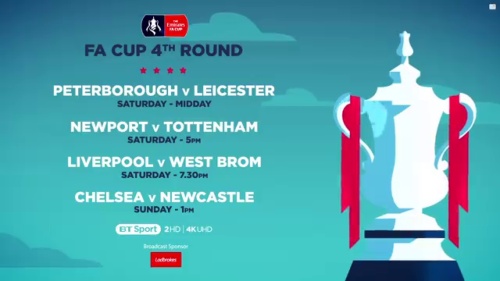 THE
Emirates
FA CUP
FA CUP 4TH ROUND
PETERBOROUGH v LEICESTER
SATURDAY - MIDDAY
NEWPORT v TOTTENHAM
SATURDAY - 5PM
LIVERPOOL v WEST BROM
SATURDAY - 7.30PM
CHELSEA v NEWCASTLE
SUNDAY - 1PM
BT Sport 2HD | 4K UHD
Broadcast Sponsor
Ladbrokes